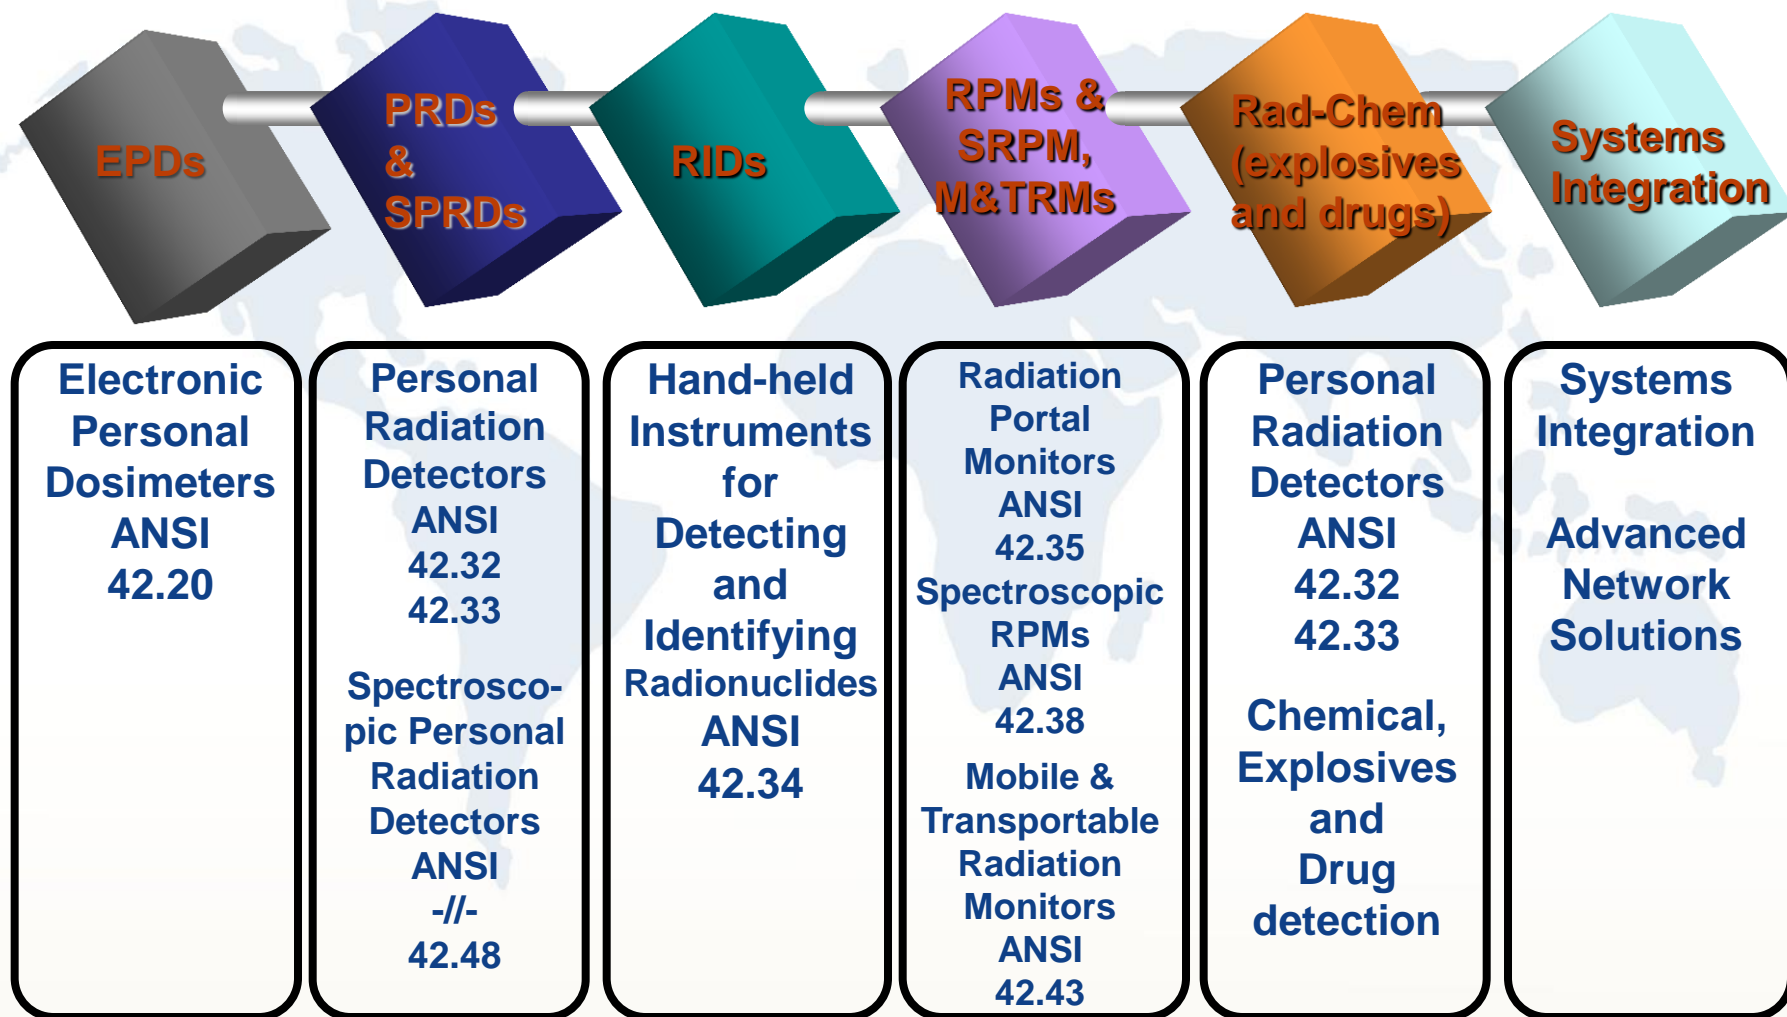 EPDs
PRDs
&
SPRDs
RIDs
RPMs &
SRPM,
M&TRMs
Rad-Chem
(explosives
and drugs)
Systems
Integration
Electronic
Personal
Dosimeters
ANSI
42.20
Personal
Radiation
Detectors
ANSI
42.32
42.33
Spectrosco-
pic Personal
Radiation
Detectors
ANSI
-//-
42.48
Hand-held
Instruments
for
Detecting
and
Identifying
Radionuclides
ANSI
42.34
Radiation
Portal
Monitors
ANSI
42.35
Spectroscopic
RPMs
ANSI
42.38
Mobile &
Transportable
Radiation
Monitors
ANSI
42.43
Personal
Radiation
Detectors
ANSI
42.32
42.33
Chemical,
Explosives
and
Drug
detection
Systems
Integration
Advanced
Network
Solutions